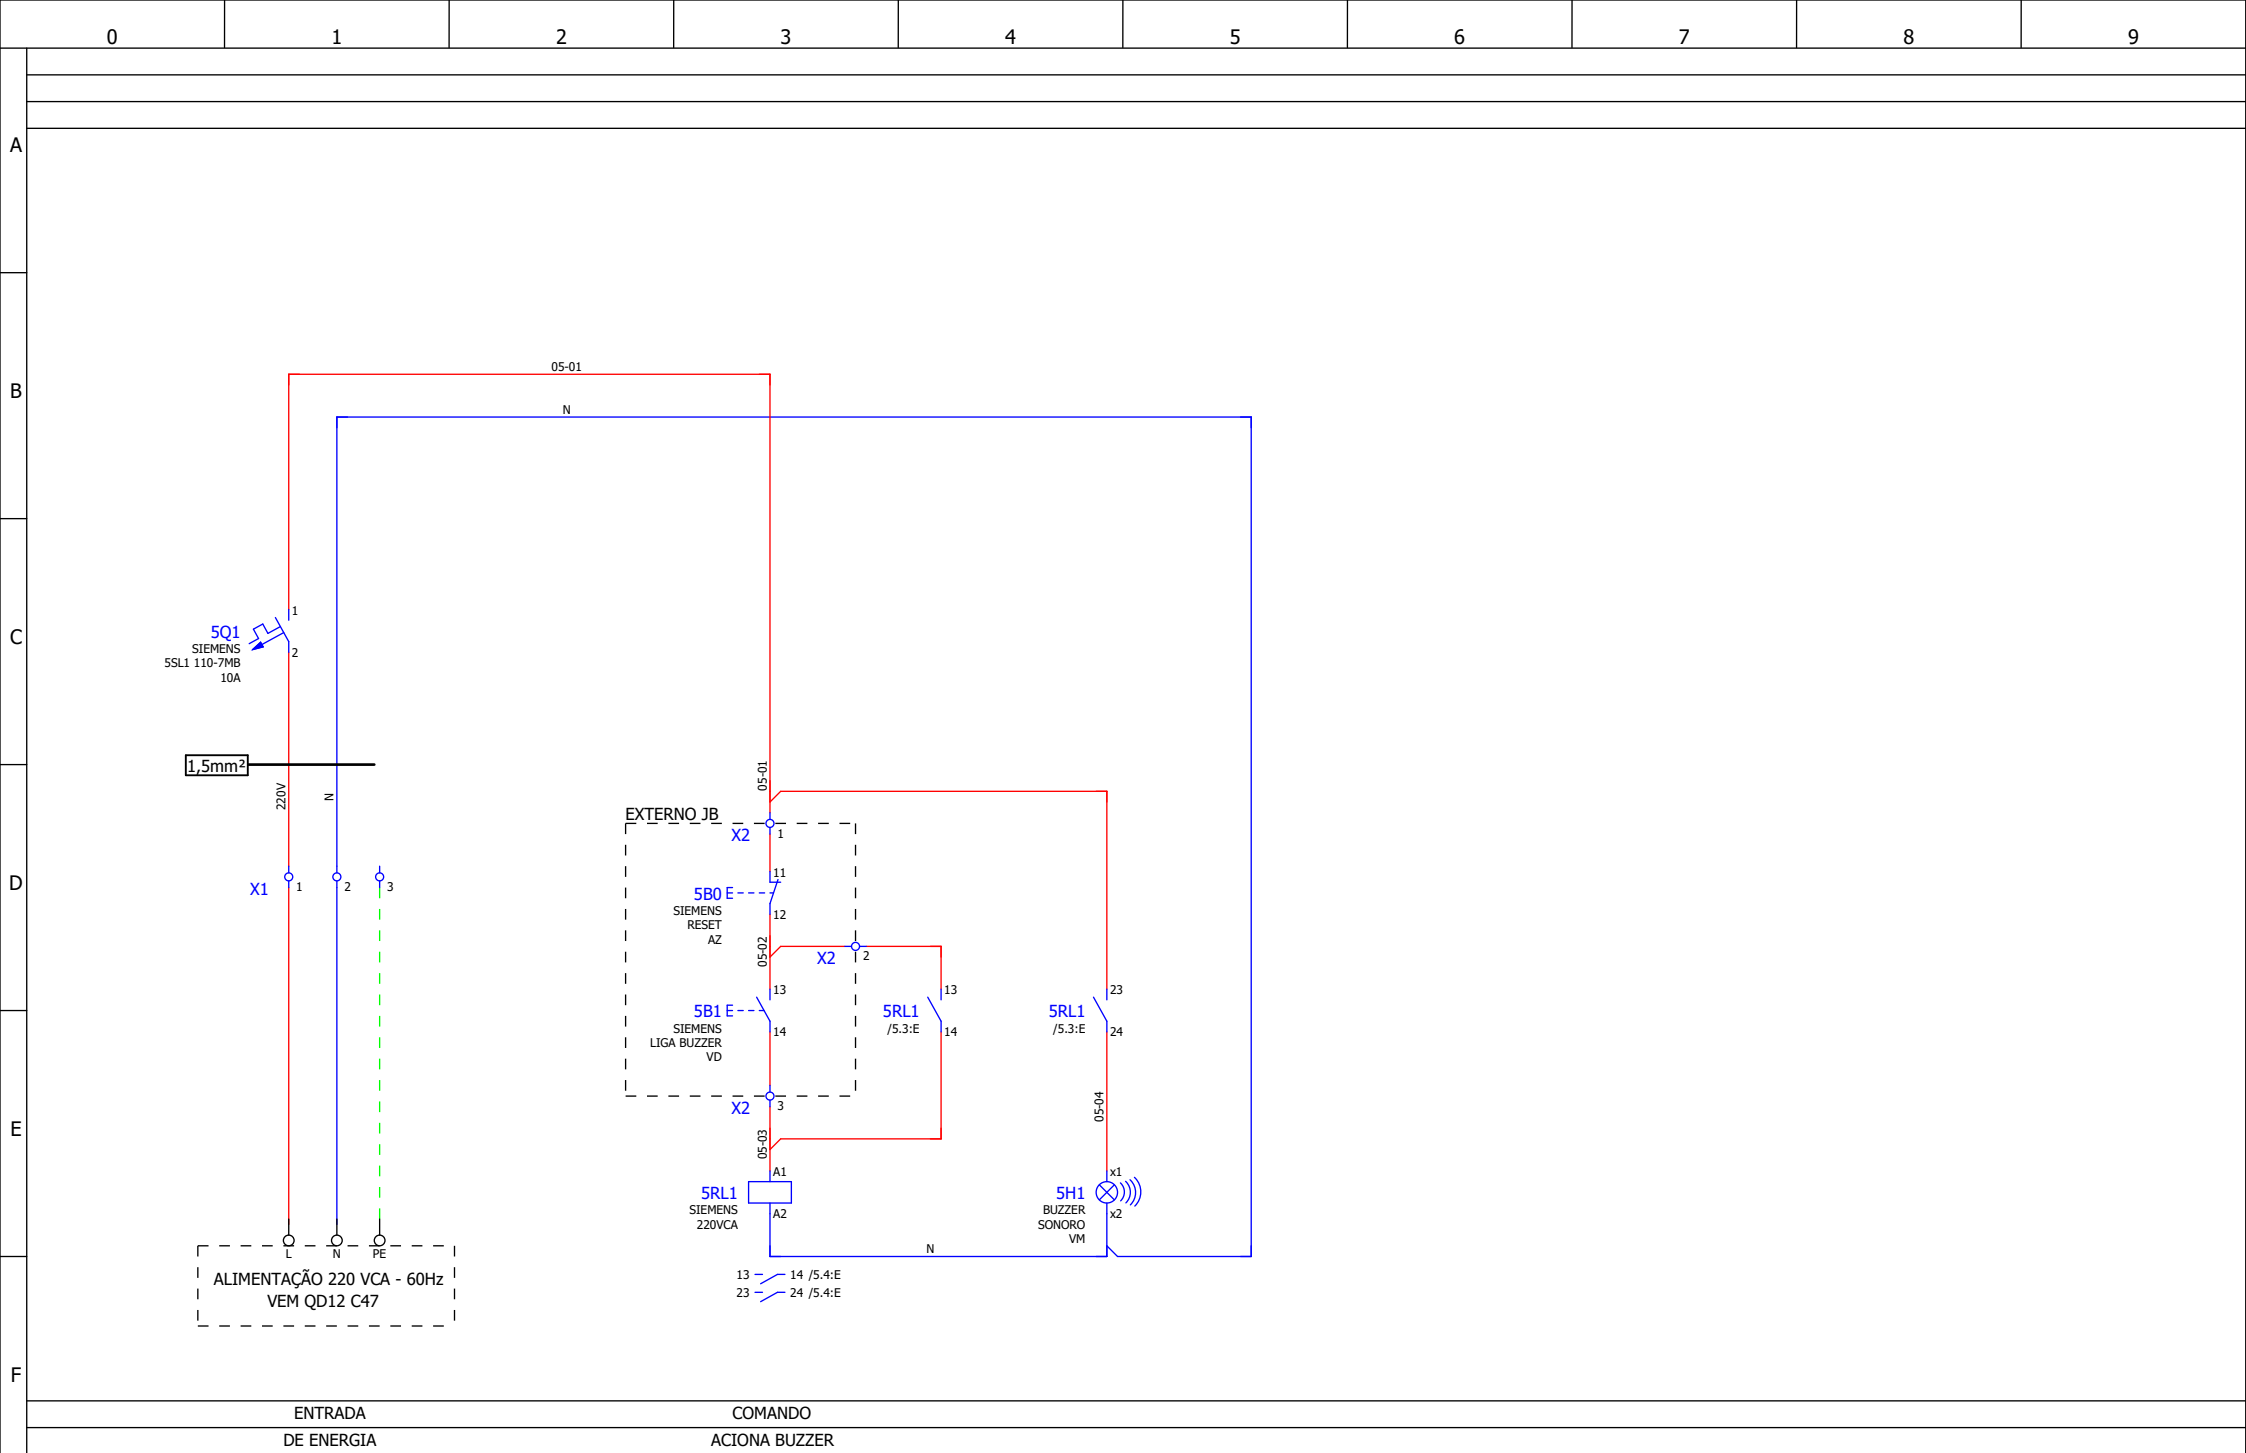 0 1 2 3 4 5 6 7 8 9
A
B
C
D
E
F
05-01
N
1
5Q1
SIEMENS
2
5SL1 110-7MB
10A
1,5mm²
220V
N
X1
1
2
3
L
N
PE
ALIMENTAÇÃO 220 VCA - 60Hz
VEM QD12 C47
05-01
EXTERNO JB
X2
1
11
5B0
E
12
SIEMENS
RESET
AZ
05-02
X2
2
13
5B1
E
14
SIEMENS
LIGA BUZZER
VD
13
5RL1
/5.3:E
14
23
5RL1
/5.3:E
24
X2
3
05-03
05-04
A1
5RL1
SIEMENS
A2
220VCA
x1
5H1
BUZZER
x2
SONORO
VM
N
13 14 /5.4:E
23 24 /5.4:E
ENTRADA
DE ENERGIA
COMANDO
ACIONA BUZZER